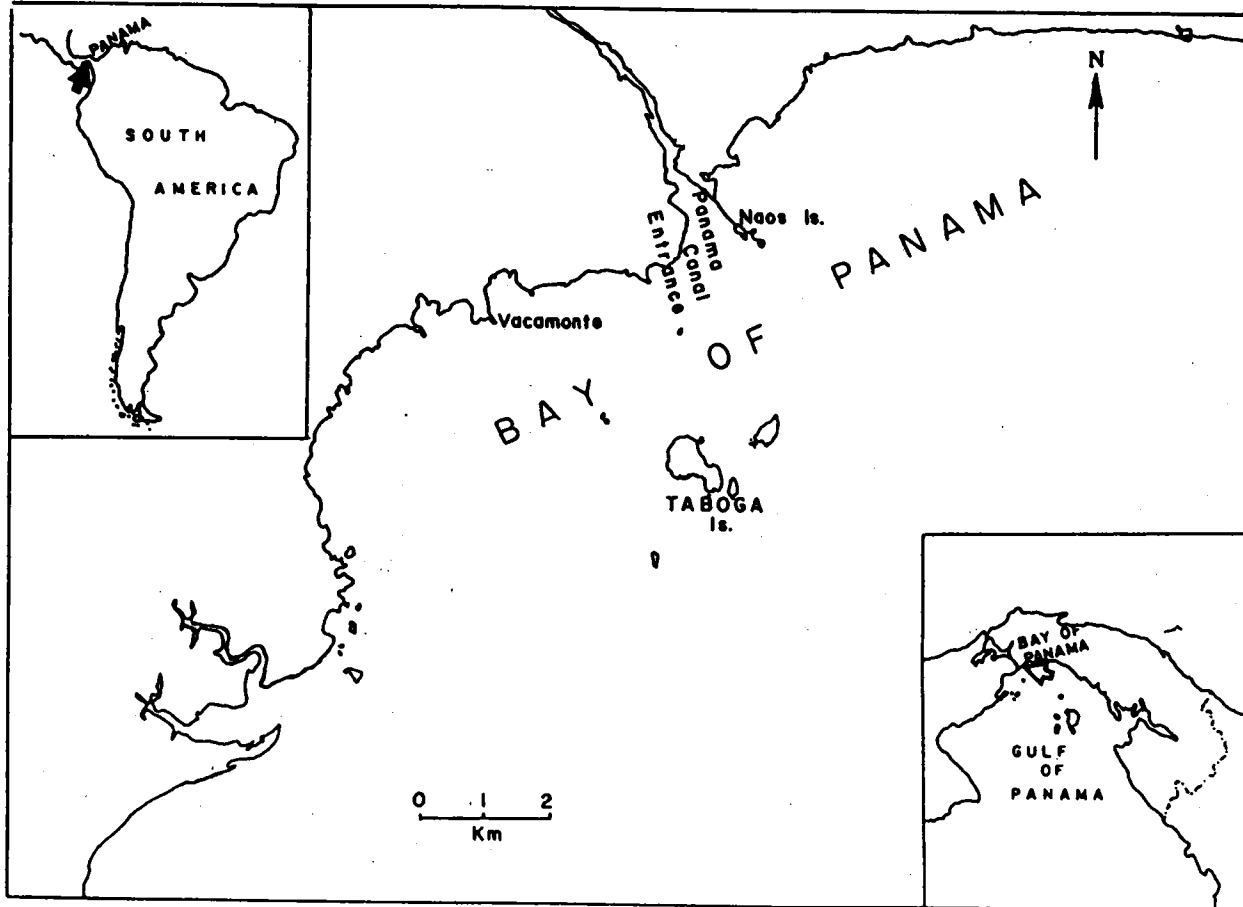 PANAMA
SOUTH
AMERICA
N
Panama Canal
Entrance
Naos Is.
Vacamonte
BAY OF PANAMA
TABOGA
Is.
0 1 2
Km
BAY OF
PANAMA
GULF
OF
PANAMA